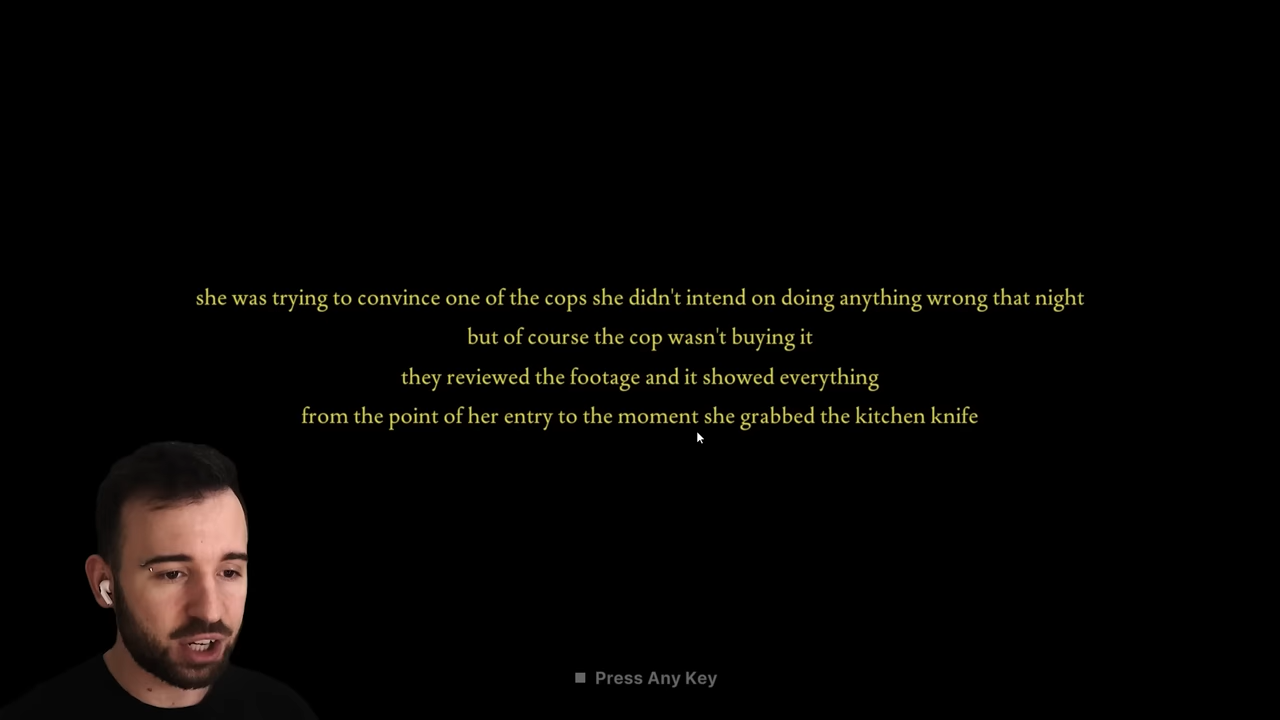 she was trying to convince one of the cops she didn't intend on doing anything wrong that night
but of course the cop wasn't buying it
they reviewed the footage and it showed everything
from the point of her entry to the moment she grabbed the kitchen knife
Press Any Key